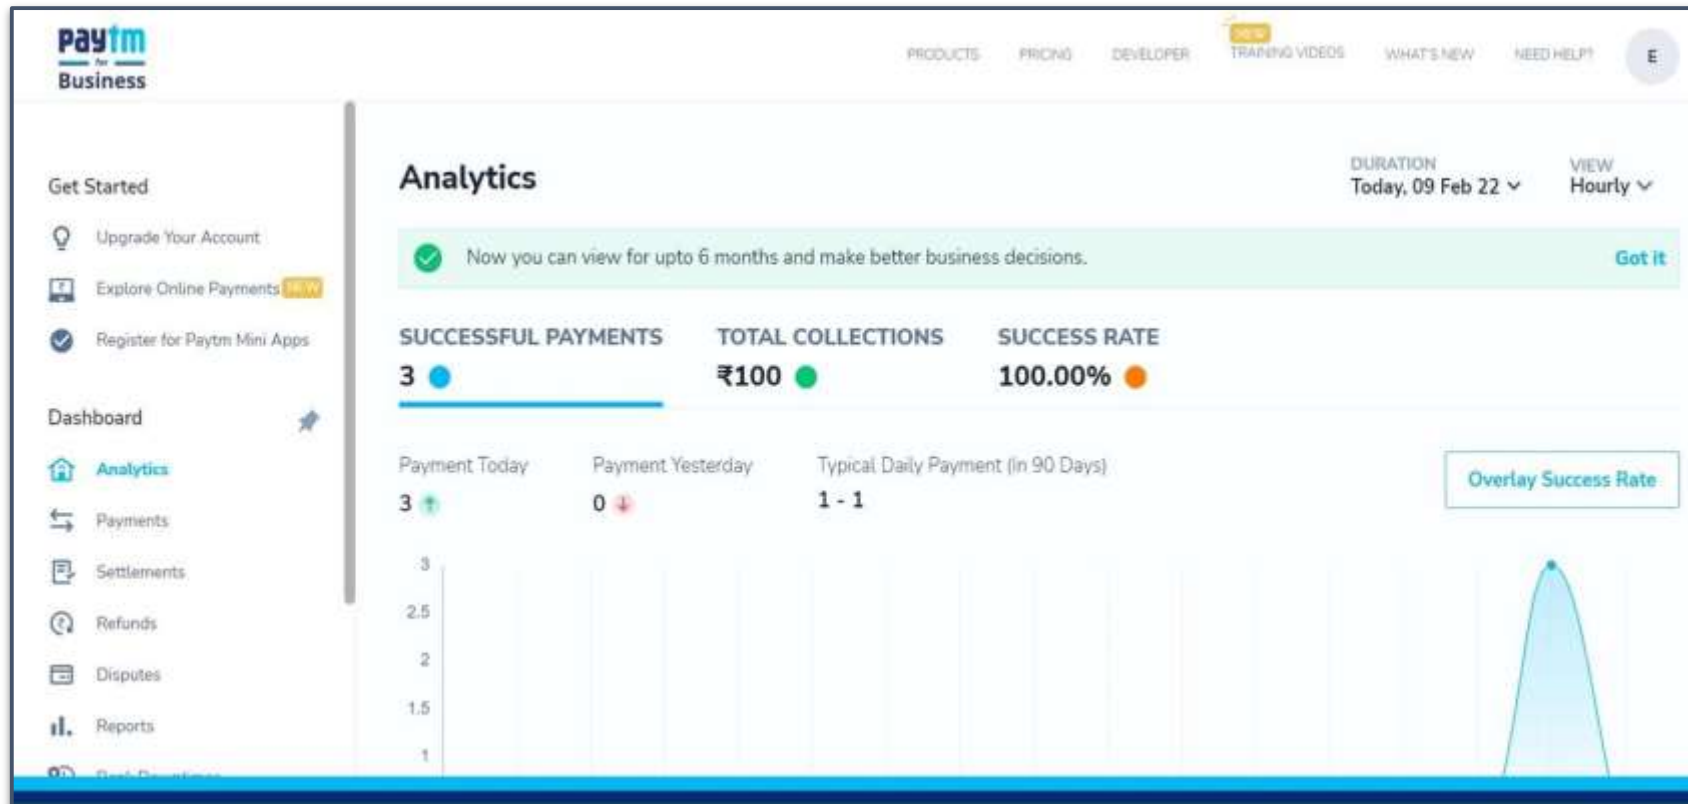 paytm
for
Business
PRODUCTS PRICING DEVELOPER NEW TRAINING VIDEOS WHAT'S NEW NEED HELP? E
Get Started
Upgrade Your Account
Explore Online Payments NEW
Register for Paytm Mini Apps
Dashboard
Analytics
Payments
Settlements
Refunds
Disputes
Reports
Analytics
DURATION
Today, 09 Feb 22
VIEW
Hourly
Now you can view for upto 6 months and make better business decisions. Got it
SUCCESSFUL PAYMENTS TOTAL COLLECTIONS SUCCESS RATE
3 ₹100 100.00%
Payment Today Payment Yesterday Typical Daily Payment (In 90 Days)
3 0 1 - 1
Overlay Success Rate
3
2.5
2
1.5
1